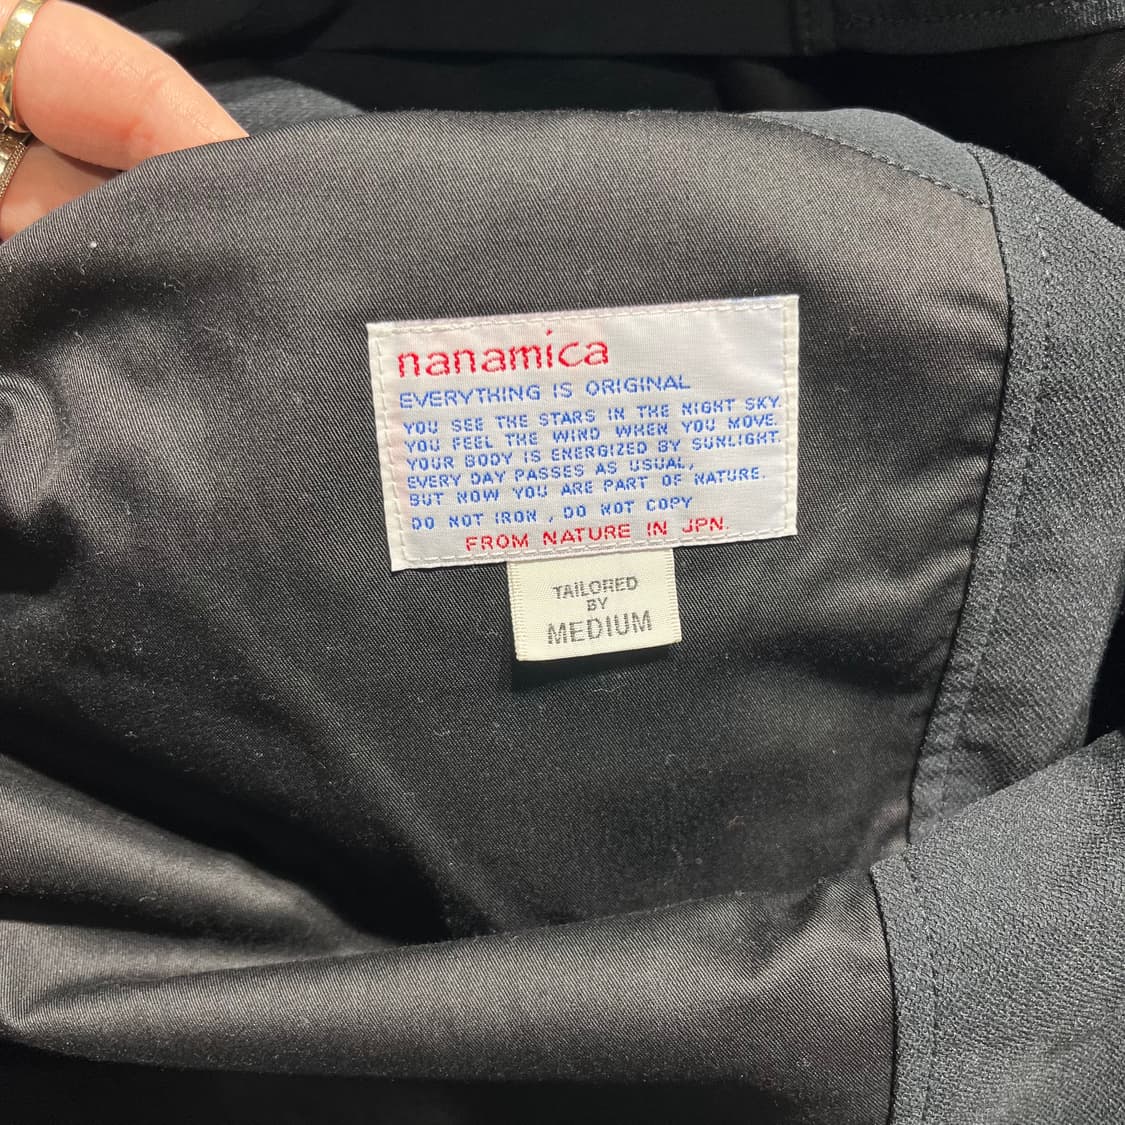 nanamica
EVERYTHING IS ORIGINAL
YOU SEE THE STARS IN THE NIGHT SKY
YOU FEEL THE WIND WHEN YOU MOVE.
YOUR BODY IS ENERGIZED BY SUNLIGHT.
EVERY DAY PASSES AS USUAL,
BUT NOW YOU ARE PART OF NATURE.
DO NOT IRON , DO NOT COPY
FROM NATURE IN JPN.
TAILORED
BY
MEDIUM